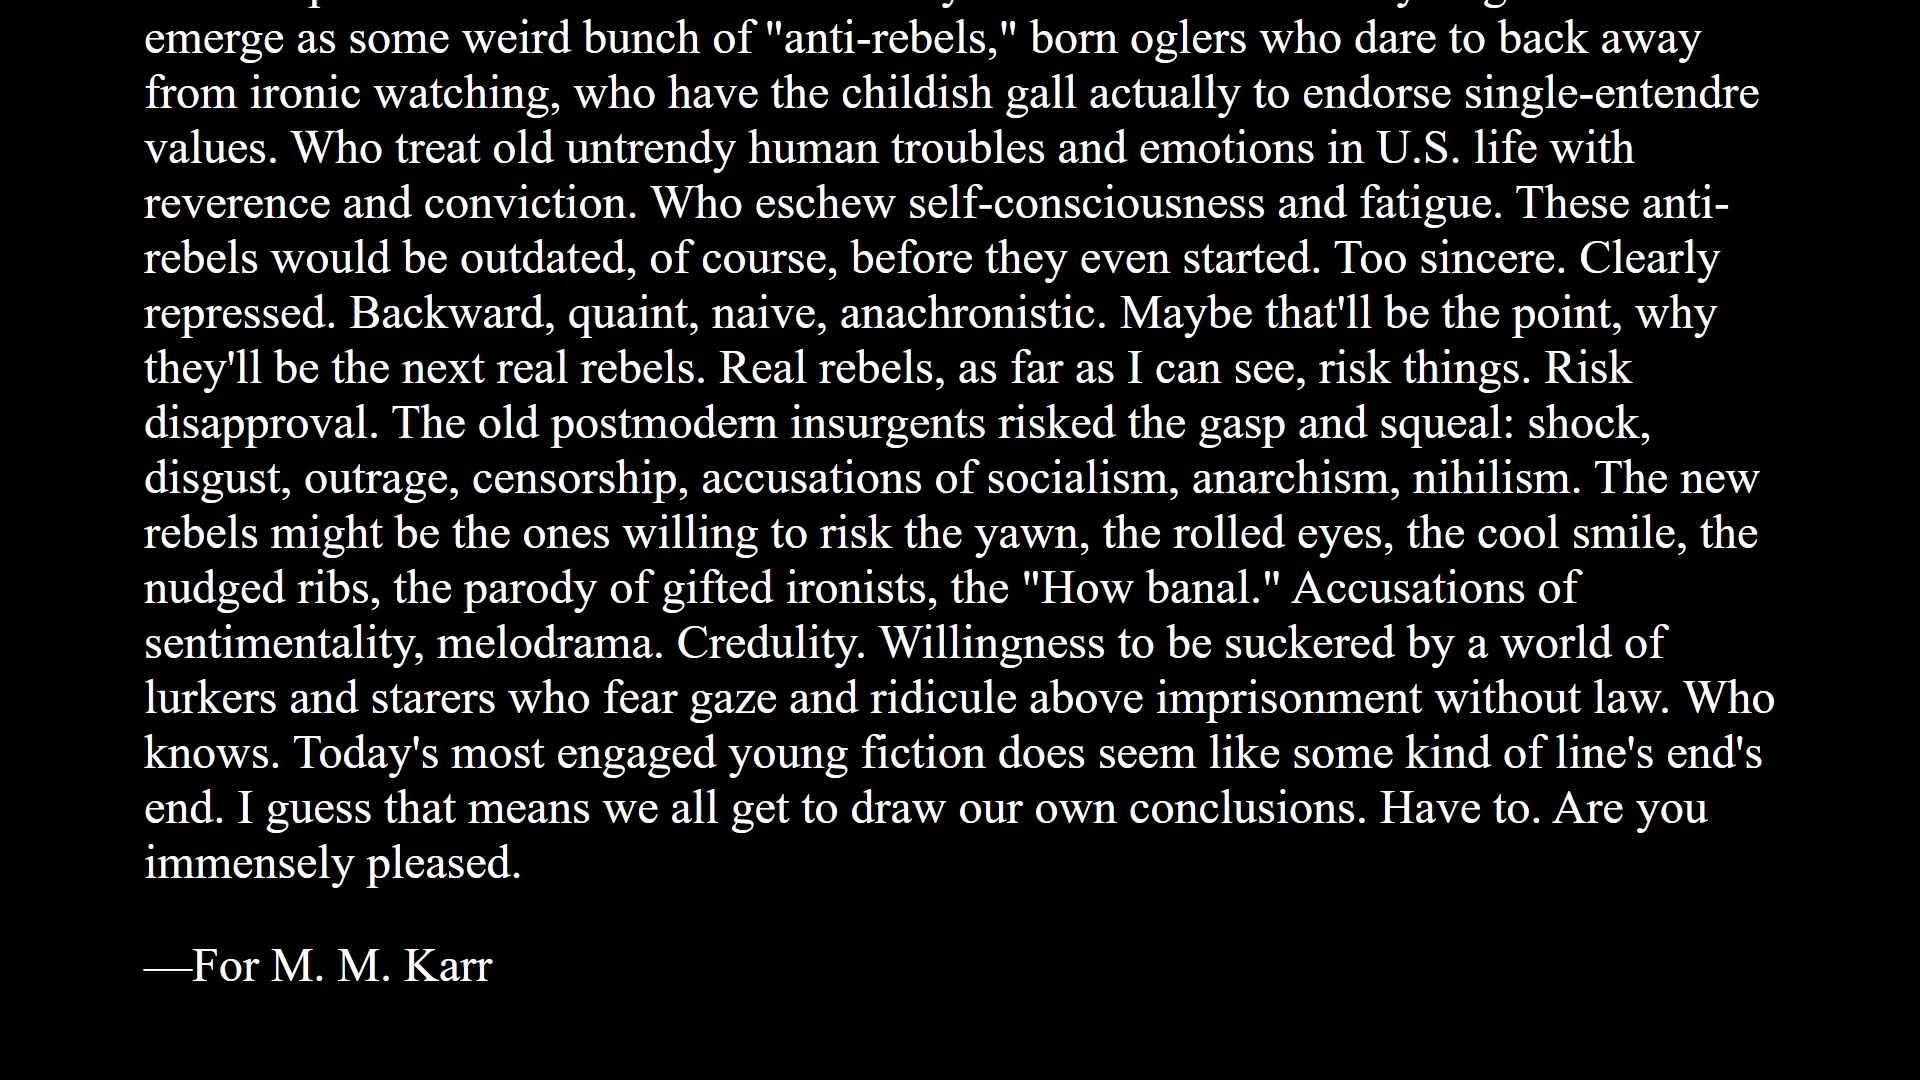 emerge as some weird bunch of "anti-rebels," born oglers who dare to back away
from ironic watching, who have the childish gall actually to endorse single-entendre
values. Who treat old untrendy human troubles and emotions in U.S. life with
reverence and conviction. Who eschew self-consciousness and fatigue. These anti-
rebels would be outdated, of course, before they even started. Too sincere. Clearly
repressed. Backward, quaint, naive, anachronistic. Maybe that'll be the point, why
they'll be the next real rebels. Real rebels, as far as I can see, risk things. Risk
disapproval. The old postmodern insurgents risked the gasp and squeal: shock,
disgust, outrage, censorship, accusations of socialism, anarchism, nihilism. The new
rebels might be the ones willing to risk the yawn, the rolled eyes, the cool smile, the
nudged ribs, the parody of gifted ironists, the "How banal." Accusations of
sentimentality, melodrama. Credulity. Willingness to be suckered by a world of
lurkers and starers who fear gaze and ridicule above imprisonment without law. Who
knows. Today's most engaged young fiction does seem like some kind of line's end's
end. I guess that means we all get to draw our own conclusions. Have to. Are you
immensely pleased.
—For M. M. Karr